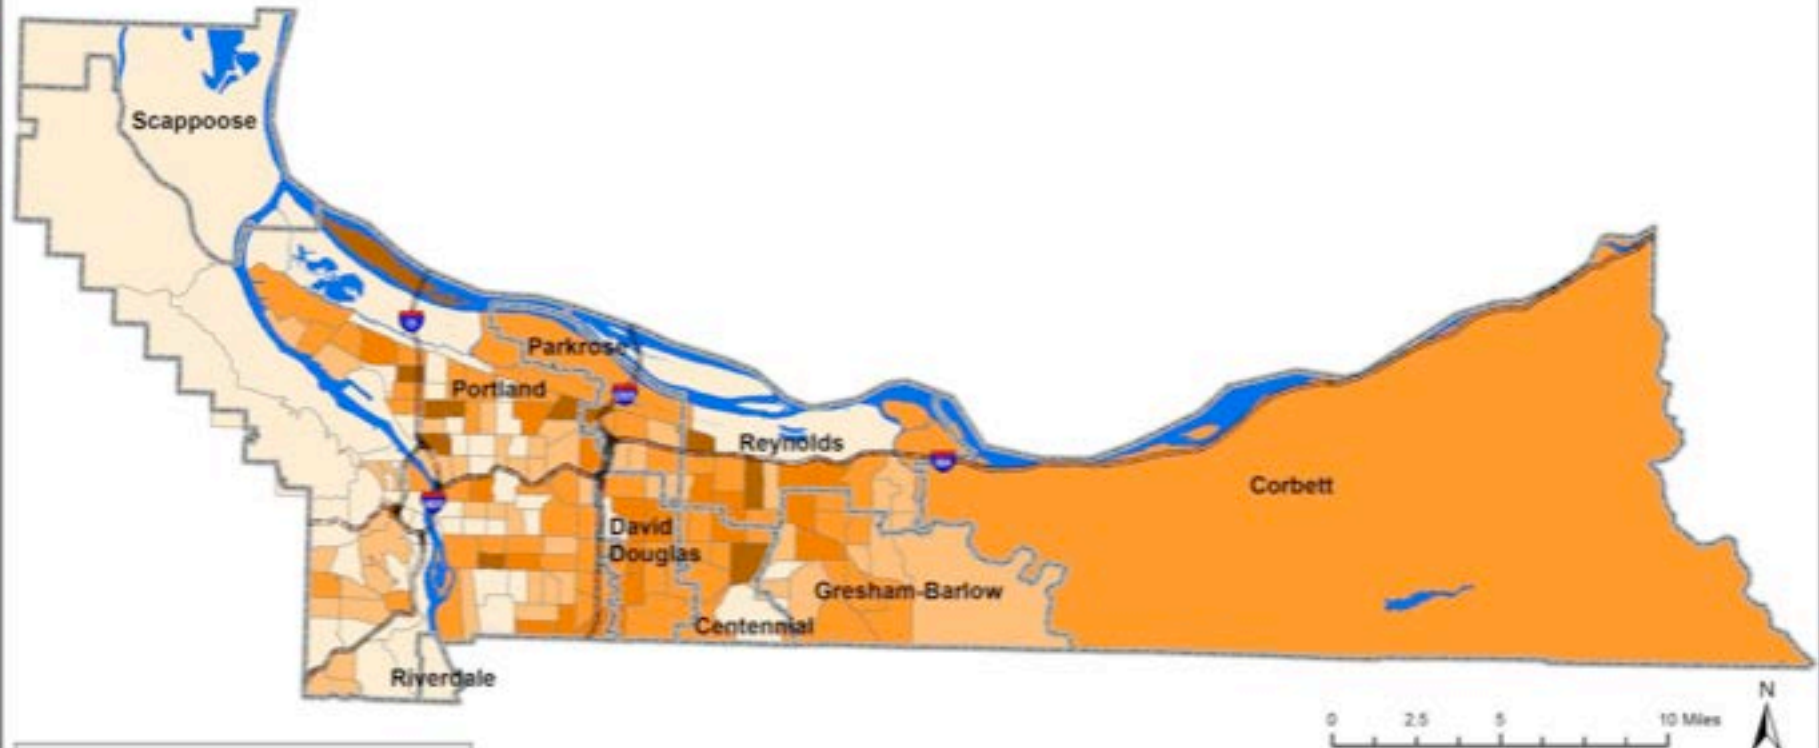 Scappoose
Parkrose
Portland
Reynolds
Corbett
David
Douglas
Gresham-Barlow
Centennial
Riverdale
N
0 2.5 5 10 Miles